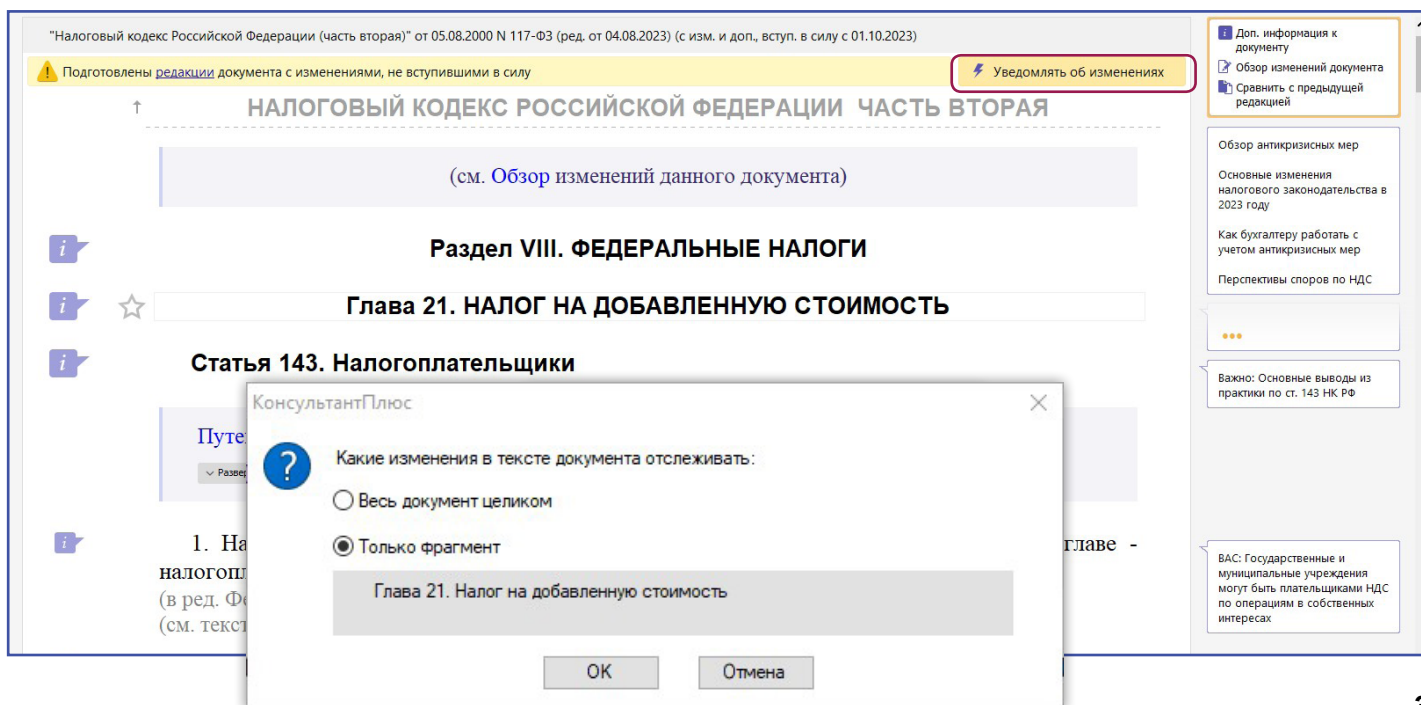 "Налоговый кодекс Российской Федерации (часть вторая)" от 05.08.2000 N 117-ФЗ (ред. от 04.08.2023) (с изм. и доп., вступ. в силу с 01.10.2023)
Подготовлены редакции документа с изменениями, не вступившими в силу
Уведомлять об изменениях
НАЛОГОВЫЙ КОДЕКС РОССИЙСКОЙ ФЕДЕРАЦИИ ЧАСТЬ ВТОРАЯ
(см. Обзор изменений данного документа)
Раздел VIII. ФЕДЕРАЛЬНЫЕ НАЛОГИ
Глава 21. НАЛОГ НА ДОБАВЛЕННУЮ СТОИМОСТЬ
Статья 143. Налогоплательщики
1. На
главе -
(в ред.
(см. текст
КонсультантПлюс
Какие изменения в тексте документа отслеживать:
Весь документ целиком
Только фрагмент
Глава 21. Налог на добавленную стоимость
OK
Отмена
Доп. информация к
документу
Обзор изменений документа
Сравнить с предыдущей
редакцией
Обзор антикризисных мер
Основные изменения
налогового законодательства в
2023 году
Как бухгалтеру работать с
учетом антикризисных мер
Перспективы споров по НДС
Важно: Основные выводы из
практики по ст. 143 НК РФ
ВАС: Государственные и
муниципальные учреждения
могут быть плательщиками НДС
по операциям в собственных
интересах